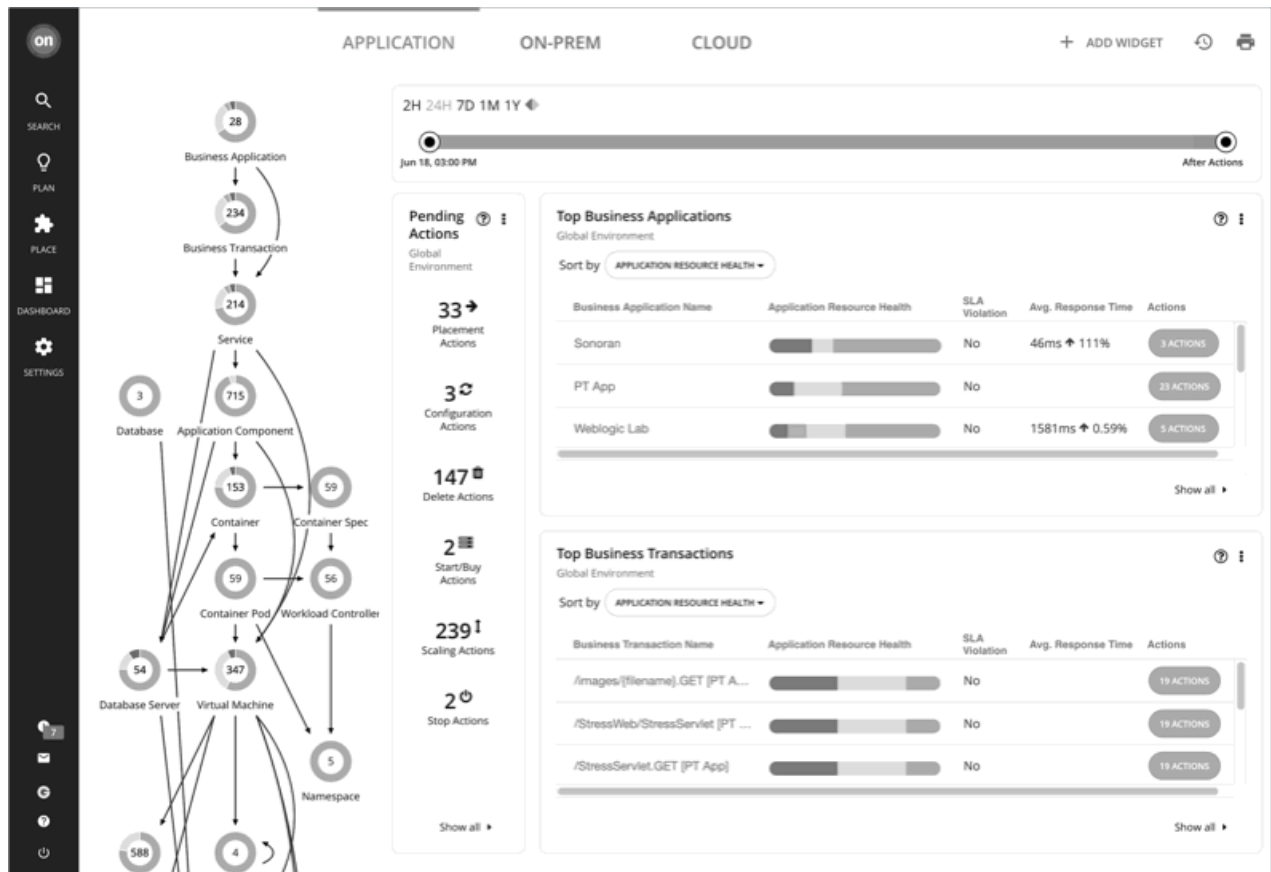 on
SEARCH
PLAN
PLACE
DASHBOARD
SETTINGS
7
APPLICATION
ON-PREM
CLOUD
+ ADD WIDGET
28
Business Application
234
Business Transaction
214
Service
3
Database
715
Application Component
153
Container
59
Container Spec
59
Container Pod
56
Workload Controller
54
Database Server
347
Virtual Machine
5
Namespace
588
4
2H 24H 7D 1M 1Y
Jun 18, 03:00 PM
After Actions
Pending
Actions
Global
Environment
33
Placement
Actions
3
Configuration
Actions
147
Delete Actions
2
Start/Buy
Actions
239
Scaling Actions
2
Stop Actions
Show all
Top Business Applications
Global Environment
Sort by APPLICATION RESOURCE HEALTH
Business Application Name Application Resource Health SLA Violation Avg. Response Time Actions
Sonoran No 46ms ↑ 111% 3 ACTIONS
PT App No 23 ACTIONS
Weblogic Lab No 1581ms ↑ 0.59% 5 ACTIONS
Show all
Top Business Transactions
Global Environment
Sort by APPLICATION RESOURCE HEALTH
Business Transaction Name Application Resource Health SLA Violation Avg. Response Time Actions
/images/{filename}.GET [PT A... No 19 ACTIONS
/StressWeb/StressServlet [PT ... No 19 ACTIONS
/StressServlet.GET [PT App] No 19 ACTIONS
Show all